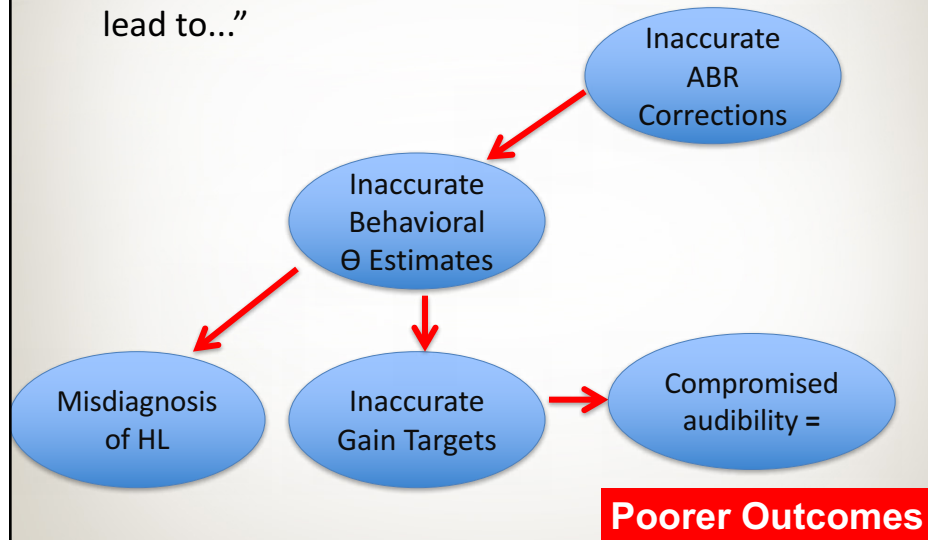 lead to...”
Inaccurate
ABR
Corrections
Inaccurate
Behavioral
ϴ Estimates
Misdiagnosis
of HL
Inaccurate
Gain Targets
Compromised
audibility =
Poorer Outcomes